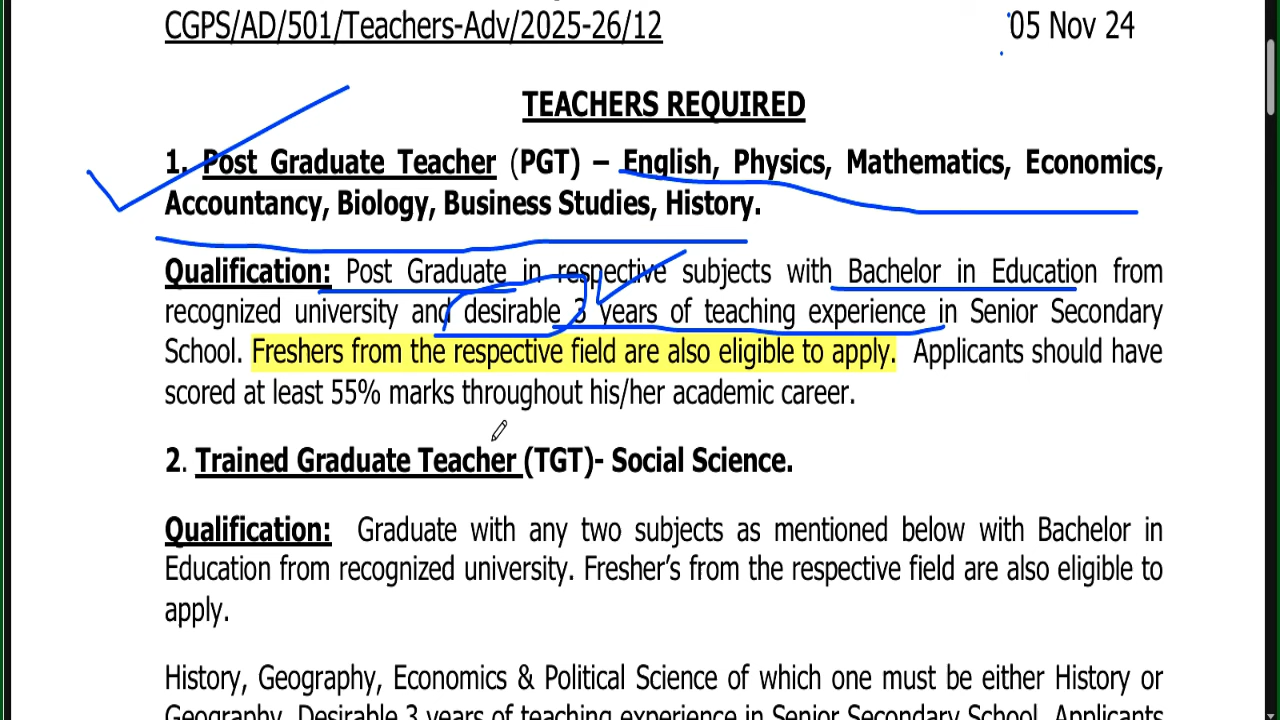 CGPS/AD/501/Teachers-Adv/2025-26/12 05 Nov 24
TEACHERS REQUIRED
1. Post Graduate Teacher (PGT) – English, Physics, Mathematics, Economics,
Accountancy, Biology, Business Studies, History.
Qualification: Post Graduate in respective subjects with Bachelor in Education from
recognized university and desirable 3 years of teaching experience in Senior Secondary
School. Freshers from the respective field are also eligible to apply. Applicants should have
scored at least 55% marks throughout his/her academic career.
2. Trained Graduate Teacher (TGT)- Social Science.
Qualification: Graduate with any two subjects as mentioned below with Bachelor in
Education from recognized university. Fresher’s from the respective field are also eligible to
apply.
History, Geography, Economics & Political Science of which one must be either History or
Geography. Desirable 3 years of teaching experience in Senior Secondary School. Applicants